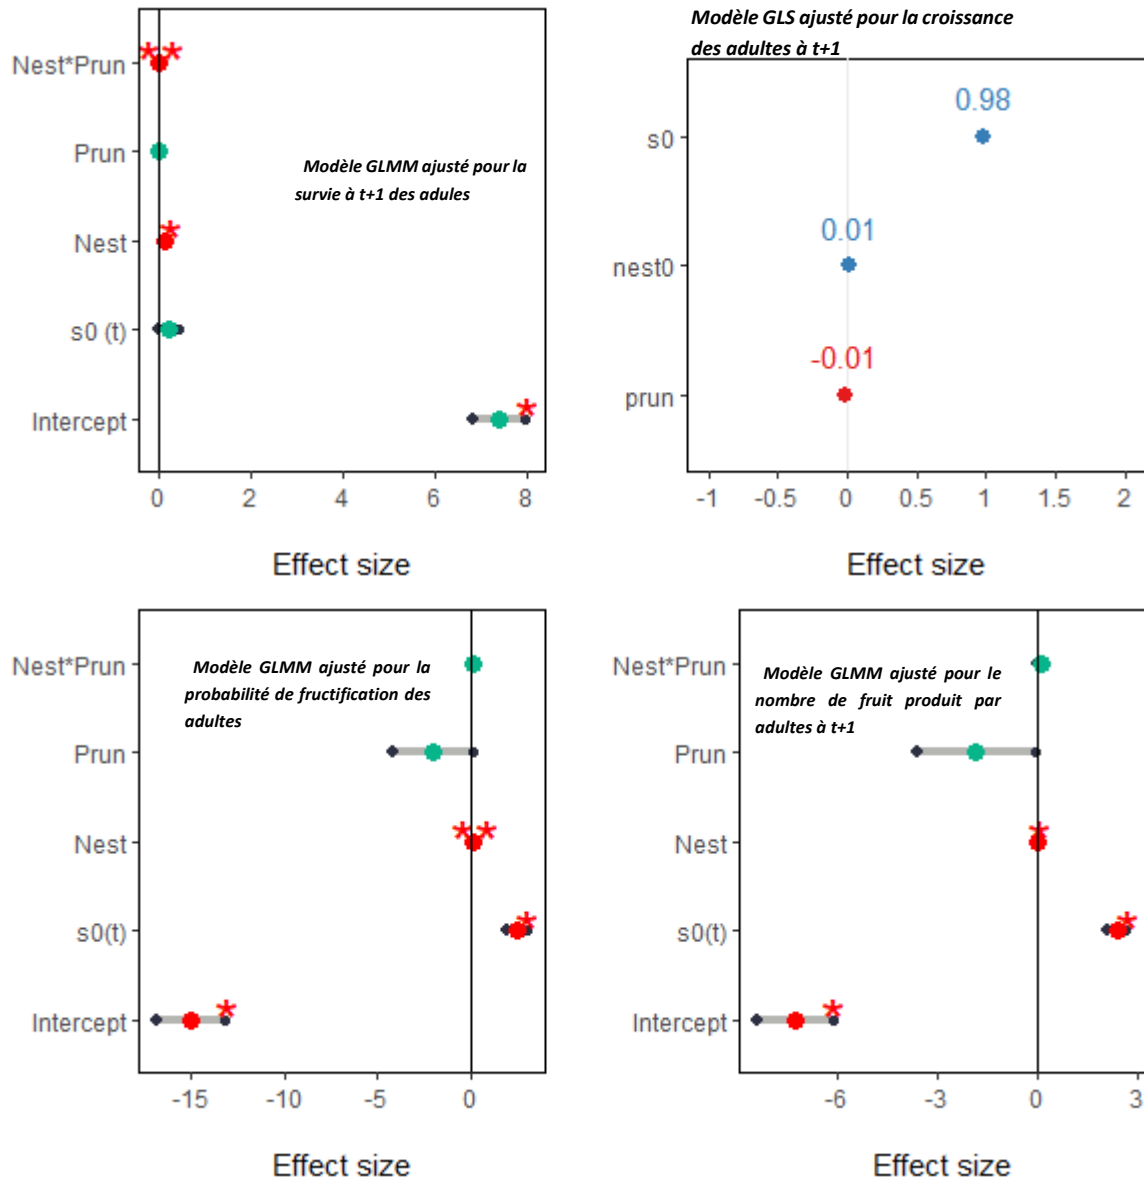 Nest*Prun
Prun
Nest
s0 (t)
Intercept
Modèle GLMM ajusté pour la
survie à t+1 des adules
0
2
4
6
8
Effect size
Modèle GLS ajusté pour la croissance
des adultes à t+1
s0
nest0
prun
0.98
0.01
-0.01
-1
-0.5
0
0.5
1
1.5
2
Effect size
Nest*Prun
Prun
Nest
s0(t)
Intercept
Modèle GLMM ajusté pour la
probabilité de fructification des
adultes
-15
-10
-5
0
Effect size
Nest*Prun
Prun
Nest
s0(t)
Intercept
Modèle GLMM ajusté pour le
nombre de fruit produit par
adultes à t+1
-6
-3
0
3
Effect size